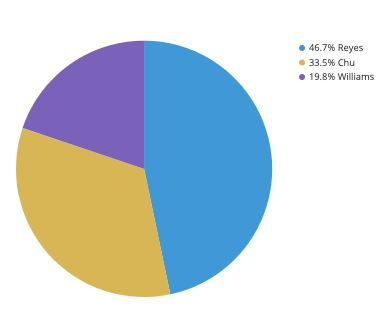 46.7% Reyes
33.5% Chu
19.8% Williams